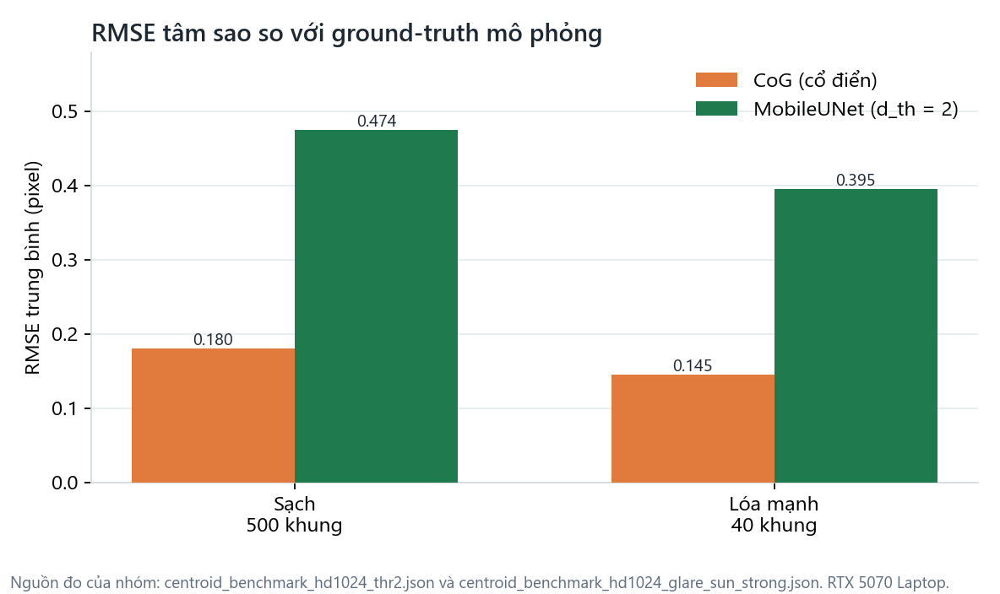 RMSE tâm sao so với ground-truth mô phỏng
CoG (cổ điển)
MobileUNet (d_th = 2)
RMSE trung bình (pixel)
0.5
0.4
0.3
0.2
0.1
0.0
0.180
0.474
0.145
0.395
Sạch
500 khung
Lóa mạnh
40 khung
Nguồn đo của nhóm: centroid_benchmark_hd1024_thr2.json và centroid_benchmark_hd1024_glare_sun_strong.json. RTX 5070 Laptop.